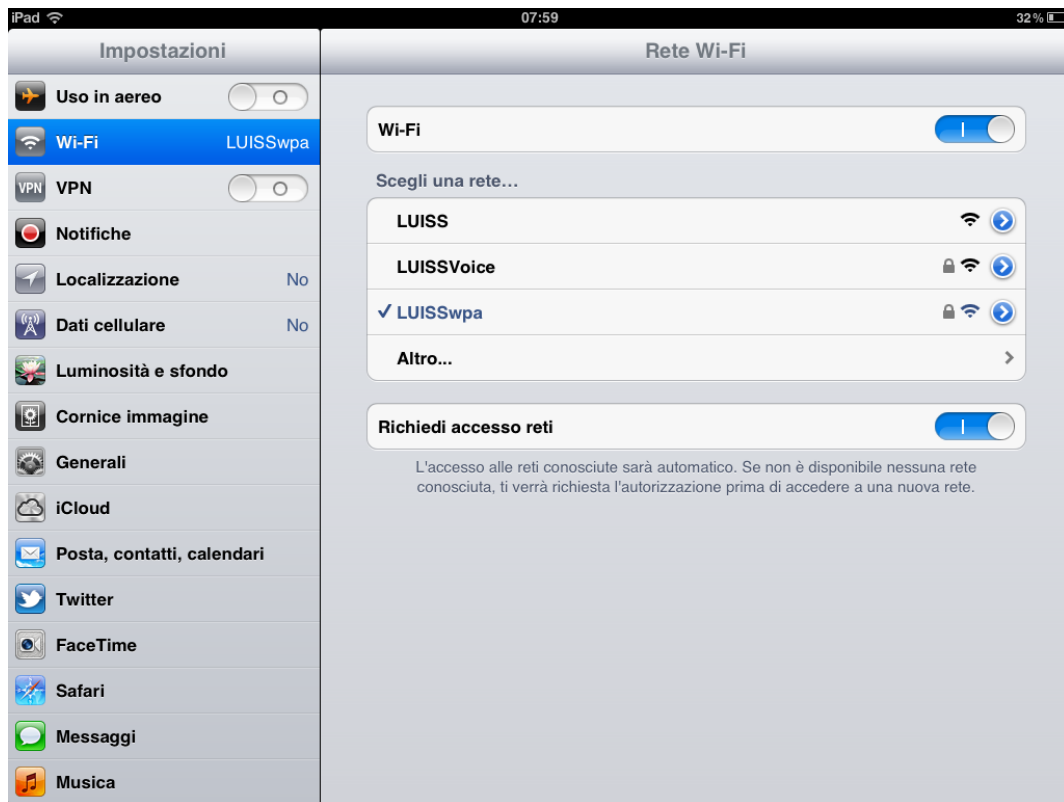 iPad 07:59 32%
Impostazioni
Uso in aereo
Wi-Fi LUISSwpa
VPN VPN
Notifiche
Localizzazione No
Dati cellulare No
Luminosità e sfondo
Cornice immagine
Generali
iCloud
Posta, contatti, calendari
Twitter
FaceTime
Safari
Messaggi
Musica
Rete Wi-Fi
Wi-Fi
Scegli una rete...
LUISS
LUISSVoice
✓ LUISSwpa
Altro...
Richiedi accesso reti
L'accesso alle reti conosciute sarà automatico. Se non è disponibile nessuna rete
conosciuta, ti verrà richiesta l'autorizzazione prima di accedere a una nuova rete.